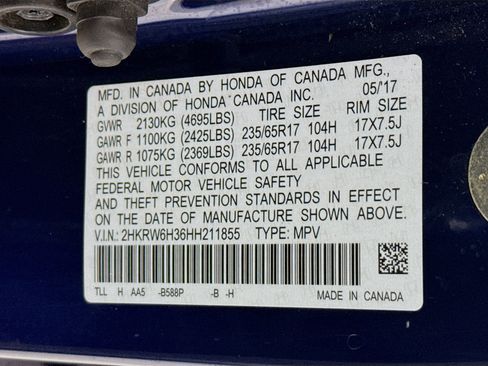 MFD. IN CANADA BY HONDA OF CANADA MFG.,
A DIVISION OF HONDA CANADA INC. 05/'17
GVWR 2130KG (4695LBS) TIRE SIZE RIM SIZE
GAWR F 1100KG (2425LBS) 235/65R17 104H 17X7.5J
GAWR R 1075KG (2369LBS) 235/65R17 104H 17X7.5J
THIS VEHICLE CONFORMS TO ALL APPLICABLE
FEDERAL MOTOR VEHICLE SAFETY
AND THEFT PREVENTION STANDARDS IN EFFECT
ON THE DATE OF MANUFACTURE SHOWN ABOVE.
V.I.N.: 2HKRW6H36HH211855 TYPE: MPV
TLL H AA5 -B588P -B -H MADE IN CANADA